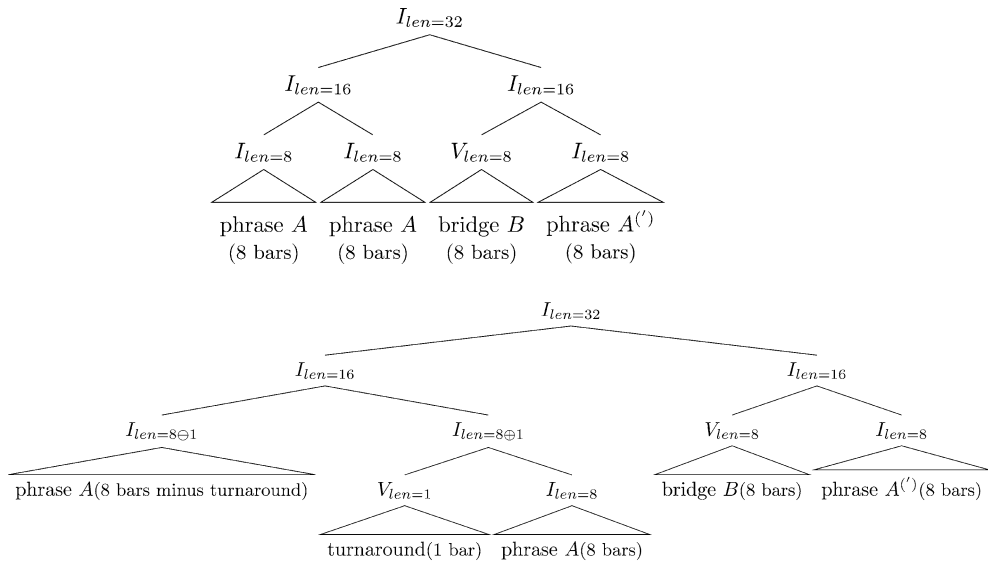 I_{len=32}
I_{len=16} I_{len=16}
I_{len=8} I_{len=8} V_{len=8} I_{len=8}
phrase A phrase A bridge B phrase A^{(')}
(8 bars) (8 bars) (8 bars) (8 bars)
I_{len=32}
I_{len=16} I_{len=16}
I_{len=8⊖1} I_{len=8⊕1} V_{len=8} I_{len=8}
phrase A(8 bars minus turnaround) V_{len=1} I_{len=8} bridge B(8 bars) phrase A^{(')}(8 bars)
turnaround(1 bar) phrase A(8 bars)